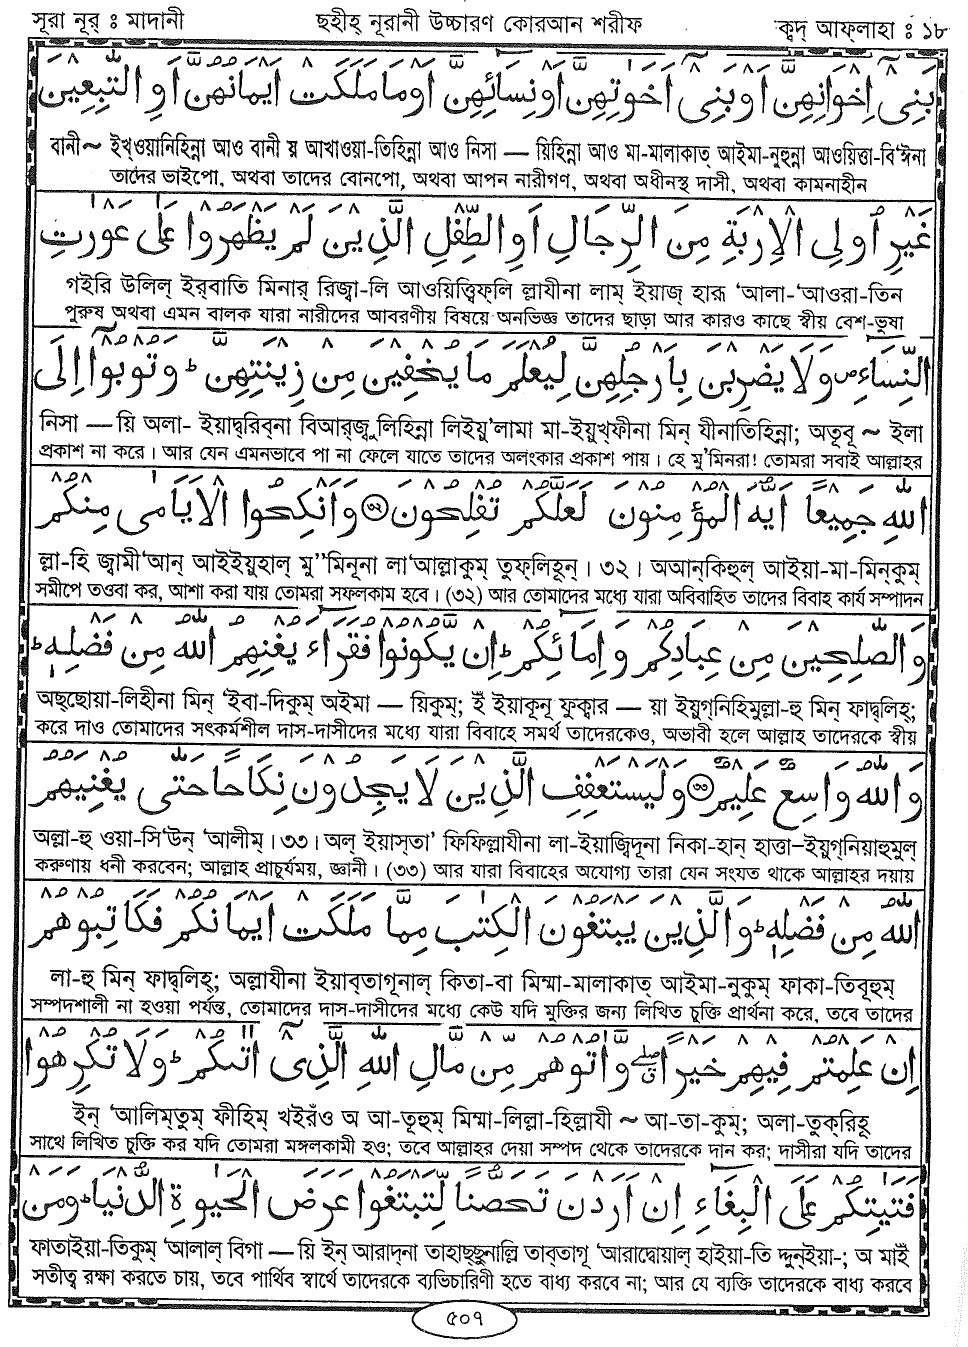 সূরা নূর ঃ মাদানী ছহীহ্ নূরানী উচ্চারণ কোরআন শরীফ ক্বদ্ আফ্লাহা ঃ ১৮
بَنِيْٓ اِخْوَانِهِنَّ اَوْ بَنِيْٓ اَخَوٰتِهِنَّ اَوْ نِسَآئِهِنَّ اَوْ مَا مَلَكَتْ اَيْمَانُهُنَّ اَوِ التّٰبِعِيْنَ
বানী~ ইখ্ওয়ানিহিন্না আও বানী য় আখাওয়া-তিহিন্না আও নিসা — য়িহিন্না আও মা-মালাকাত্ আইমা-নুহুন্না আওয়িত্তা-বি‘ঈনা
তাদের ভাইপো, অথবা তাদের বোনপো, অথবা আপন নারীগণ, অথবা অধীনস্থ দাসী, অথবা কামনাহীন
غَيْرِ اُولِي الْاِرْبَةِ مِنَ الرِّجَالِ اَوِ الطِّفْلِ الَّذِيْنَ لَمْ يَظْهَرُوْا عَلٰى عَوْرٰتِ
গইরি উলিল্ ইর্বাতি মিনার্ রিজ্বা-লি আওয়িত্ত্বিফ্লি ল্লাযীনা লাম্ ইয়াজ্ হারূ ‘আলা-‘আওরা-তিন
পুরুষ অথবা এমন বালক যারা নারীদের আবরণীয় বিষয়ে অনভিজ্ঞ তাদের ছাড়া আর কারও কাছে স্বীয় বেশ-ভুষা
النِّسَآءِ ص وَلَا يَضْرِبْنَ بِاَرْجُلِهِنَّ لِيُعْلَمَ مَا يُخْفِيْنَ مِنْ زِيْنَتِهِنَّ ط وَتُوْبُوْٓا اِلَى
নিসা — য়ি অলা- ইয়াদ্বরিব্না বিআর্জ্বুলিহিন্না লিইয়ু‘লামা মা-ইয়ুখ্ফীনা মিন্ যীনাতিহিন্না; অতূবূ ~ ইলা
প্রকাশ না করে। আর যেন এমনভাবে পা না ফেলে যাতে তাদের অলংকার প্রকাশ পায়। হে মু’মিনরা! তোমরা সবাই আল্লাহর
اللّٰهِ جَمِيْعًا اَيُّهَ الْمُؤْمِنُوْنَ لَعَلَّكُمْ تُفْلِحُوْنَ ﴿٣١﴾ وَاَنْكِحُوا الْاَيَامٰى مِنْكُمْ
ল্লা-হি জ্বামী‘আন্ আইইয়ুহাল্ মু’’মিনূনা লা‘আল্লাকুম্ তুফ্লিহূন্। ৩২। অআন্কিহুল্ আইয়া-মা-মিন্কুম্
সমীপে তওবা কর, আশা করা যায় তোমরা সফলকাম হবে। (৩২) আর তোমাদের মধ্যে যারা অবিবাহিত তাদের বিবাহ কার্য সম্পাদন
وَالصّٰلِحِيْنَ مِنْ عِبَادِكُمْ وَاِمَآئِكُمْ ط اِنْ يَّكُوْنُوْا فُقَرَآءَ يُغْنِهِمُ اللّٰهُ مِنْ فَضْلِهٖ ط
অছ্ছোয়া-লিহীনা মিন্ ‘ইবা-দিকুম্ অইমা — য়িকুম্; ইঁ ইয়াকূনূ ফুক্বার — য়া ইয়ুগ্নিহিমুল্লা-হু মিন্ ফাদ্বলিহ্;
করে দাও তোমাদের সৎকর্মশীল দাস-দাসীদের মধ্যে যারা বিবাহে সমর্থ তাদেরকেও, অভাবী হলে আল্লাহ তাদেরকে স্বীয়
وَاللّٰهُ وَاسِعٌ عَلِيْمٌ ﴿٣٢﴾ وَلْيَسْتَعْفِفِ الَّذِيْنَ لَا يَجِدُوْنَ نِكَاحًا حَتّٰى يُغْنِيَهُمُ
অল্লা-হু ওয়া-সি‘উন্ ‘আলীম্। ৩৩। অল্ ইয়াস্তা‘ ফিফিল্লাযীনা লা-ইয়াজ্বিদূনা নিকা-হান্ হাত্তা–ইয়ুগ্নিয়াহুমুল্
করুণায় ধনী করবেন; আল্লাহ প্রাচুর্যময়, জ্ঞানী। (৩৩) আর যারা বিবাহের অযোগ্য তারা যেন সংযত থাকে আল্লাহর দয়ায়
اللّٰهُ مِنْ فَضْلِهٖ ط وَالَّذِيْنَ يَبْتَغُوْنَ الْكِتٰبَ مِمَّا مَلَكَتْ اَيْمَانُكُمْ فَكَاتِبُوْهُمْ
লা-হু মিন্ ফাদ্বলিহ্; অল্লাযীনা ইয়াব্তাগূনাল্ কিতা-বা মিম্মা-মালাকাত্ আইমা-নুকুম্ ফাকা-তিবূহুম্
সম্পদশালী না হওয়া পর্যন্ত, তোমাদের দাস-দাসীদের মধ্যে কেউ যদি মুক্তির জন্য লিখিত চুক্তি প্রার্থনা করে, তবে তাদের
اِنْ عَلِمْتُمْ فِيْهِمْ خَيْرًا ق صلے وَّاٰتُوْهُمْ مِّنْ مَّالِ اللّٰهِ الَّذِيْٓ اٰتٰىكُمْ ط وَلَا تُكْرِهُوْا
ইন্ ‘আলিম্তুম্ ফীহিম্ খইরঁও অ আ-তূহুম্ মিম্মা-লিল্লা-হিল্লাযী ~ আ-তা-কুম্; অলা-তুক্রিহূ
সাথে লিখিত চুক্তি কর যদি তোমরা মঙ্গলকামী হও; তবে আল্লাহর দেয়া সম্পদ থেকে তাদেরকে দান কর; দাসীরা যদি তাদের
فَتَيٰتِكُمْ عَلَى الْبِغَآءِ اِنْ اَرَدْنَ تَحَصُّنًا لِّتَبْتَغُوْا عَرَضَ الْحَيٰوةِ الدُّنْيَا ط وَمَنْ
ফাতাইয়া-তিকুম্ ‘আলাল্ বিগা — য়ি ইন্ আরাদ্না তাহাছ্ছুনাল্লি তাব্তাগূ ‘আরাদ্বোয়াল্ হাইয়া-তি দ্দুন্ইয়া-; অ মাইঁ
সতীত্ব রক্ষা করতে চায়, তবে পার্থিব স্বার্থে তাদেরকে ব্যভিচারিণী হতে বাধ্য করবে না; আর যে ব্যক্তি তাদেরকে বাধ্য করবে
৫০৭